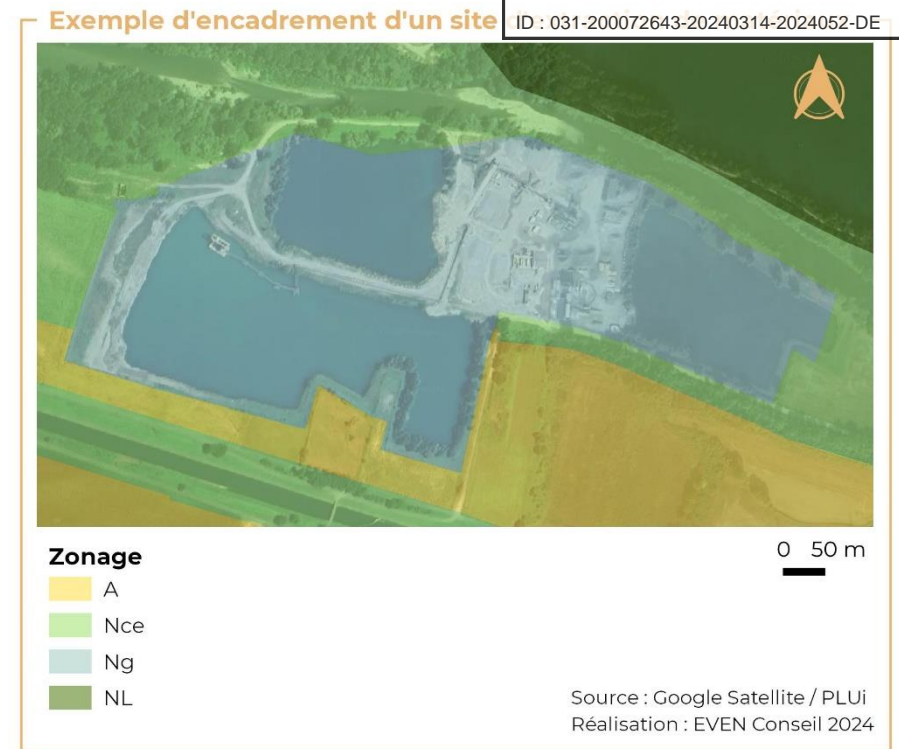 Exemple d'encadrement d'un site
ID : 031-200072643-20240314-2024052-DE
Zonage
A
Nce
Ng
NL
0 50 m
Source : Google Satellite / PLUi
Réalisation : EVEN Conseil 2024